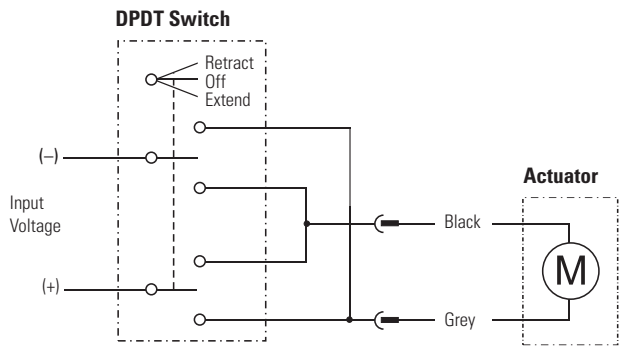 DPDT Switch
Retract
Off
Extend
(–)
Input
Voltage
(+)
Black
Grey
Actuator
M